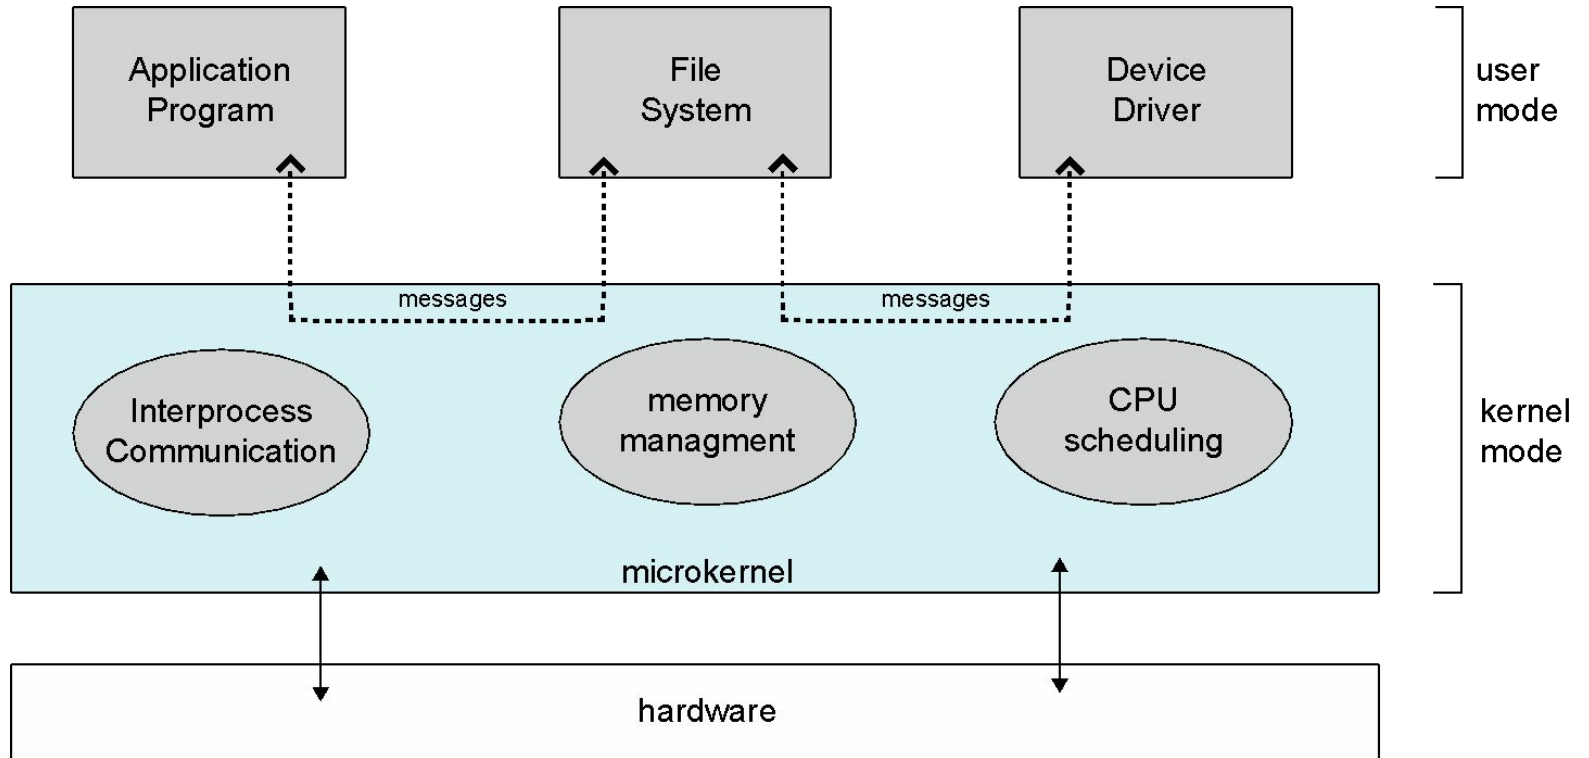 Application
Program
File
System
Device
Driver
user
mode
messages
messages
Interprocess
Communication
memory
managment
CPU
scheduling
kernel
mode
microkernel
hardware